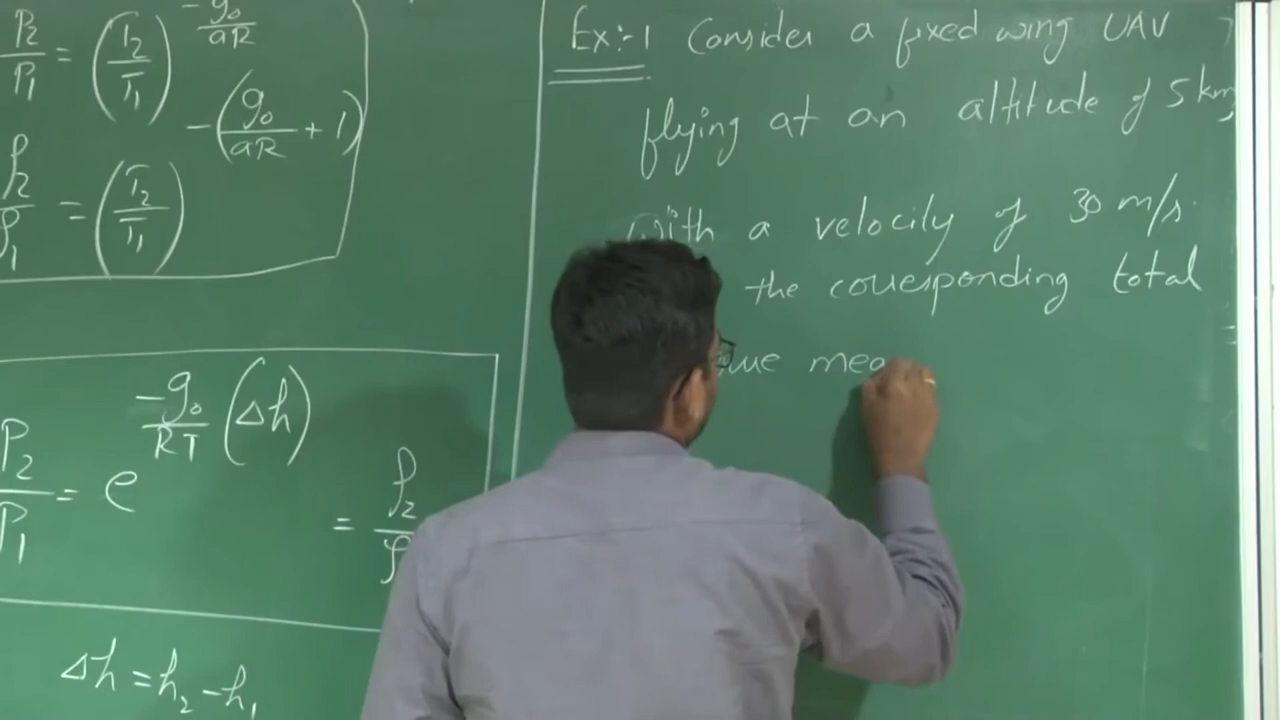 P₂/P₁ = (T₂/T₁)^(-g₀/aR)
ρ₂/ρ₁ = (T₂/T₁)^(-(g₀/aR + 1))
P₂/P₁ = e^(-g₀/RT (Δh)) = ρ₂/ρ
Δh = h₂ - h₁
Ex:-1 Consider a fixed wing UAV
flying at an altitude of 5 km,
with a velocity of 30 m/s.
the corresponding total
mea